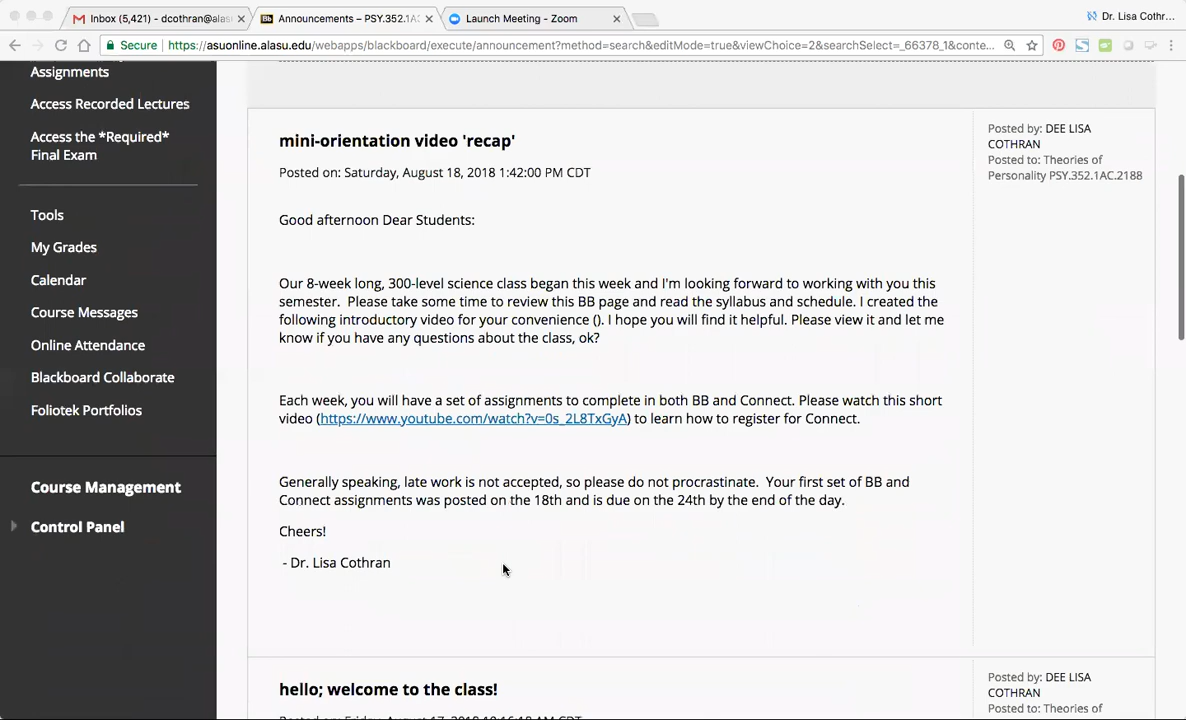 Inbox (5,421) - dcothran@alas
Announcements – PSY.352.1A
Launch Meeting - Zoom
Dr. Lisa Cothr...
Secure
https://asuonline.alasu.edu/webapps/blackboard/execute/announcement?method=search&editMode=true&viewChoice=2&searchSelect=_66378_1&conte...
Assignments
Access Recorded Lectures
Access the *Required*
Final Exam
Tools
My Grades
Calendar
Course Messages
Online Attendance
Blackboard Collaborate
Foliotek Portfolios
Course Management
Control Panel
mini-orientation video 'recap'
Posted on: Saturday, August 18, 2018 1:42:00 PM CDT
Good afternoon Dear Students:
Our 8-week long, 300-level science class began this week and I'm looking forward to working with you this
semester.  Please take some time to review this BB page and read the syllabus and schedule. I created the
following introductory video for your convenience (). I hope you will find it helpful. Please view it and let me
know if you have any questions about the class, ok?
Each week, you will have a set of assignments to complete in both BB and Connect. Please watch this short
video (https://www.youtube.com/watch?v=0s_2L8TxGyA) to learn how to register for Connect.
Generally speaking, late work is not accepted, so please do not procrastinate.  Your first set of BB and
Connect assignments was posted on the 18th and is due on the 24th by the end of the day.
Cheers!
- Dr. Lisa Cothran
Posted by: DEE LISA
COTHRAN
Posted to: Theories of
Personality PSY.352.1AC.2188
hello; welcome to the class!
Posted on: Friday, August 17, 2018 10:16:18 AM CDT
Posted by: DEE LISA
COTHRAN
Posted to: Theories of